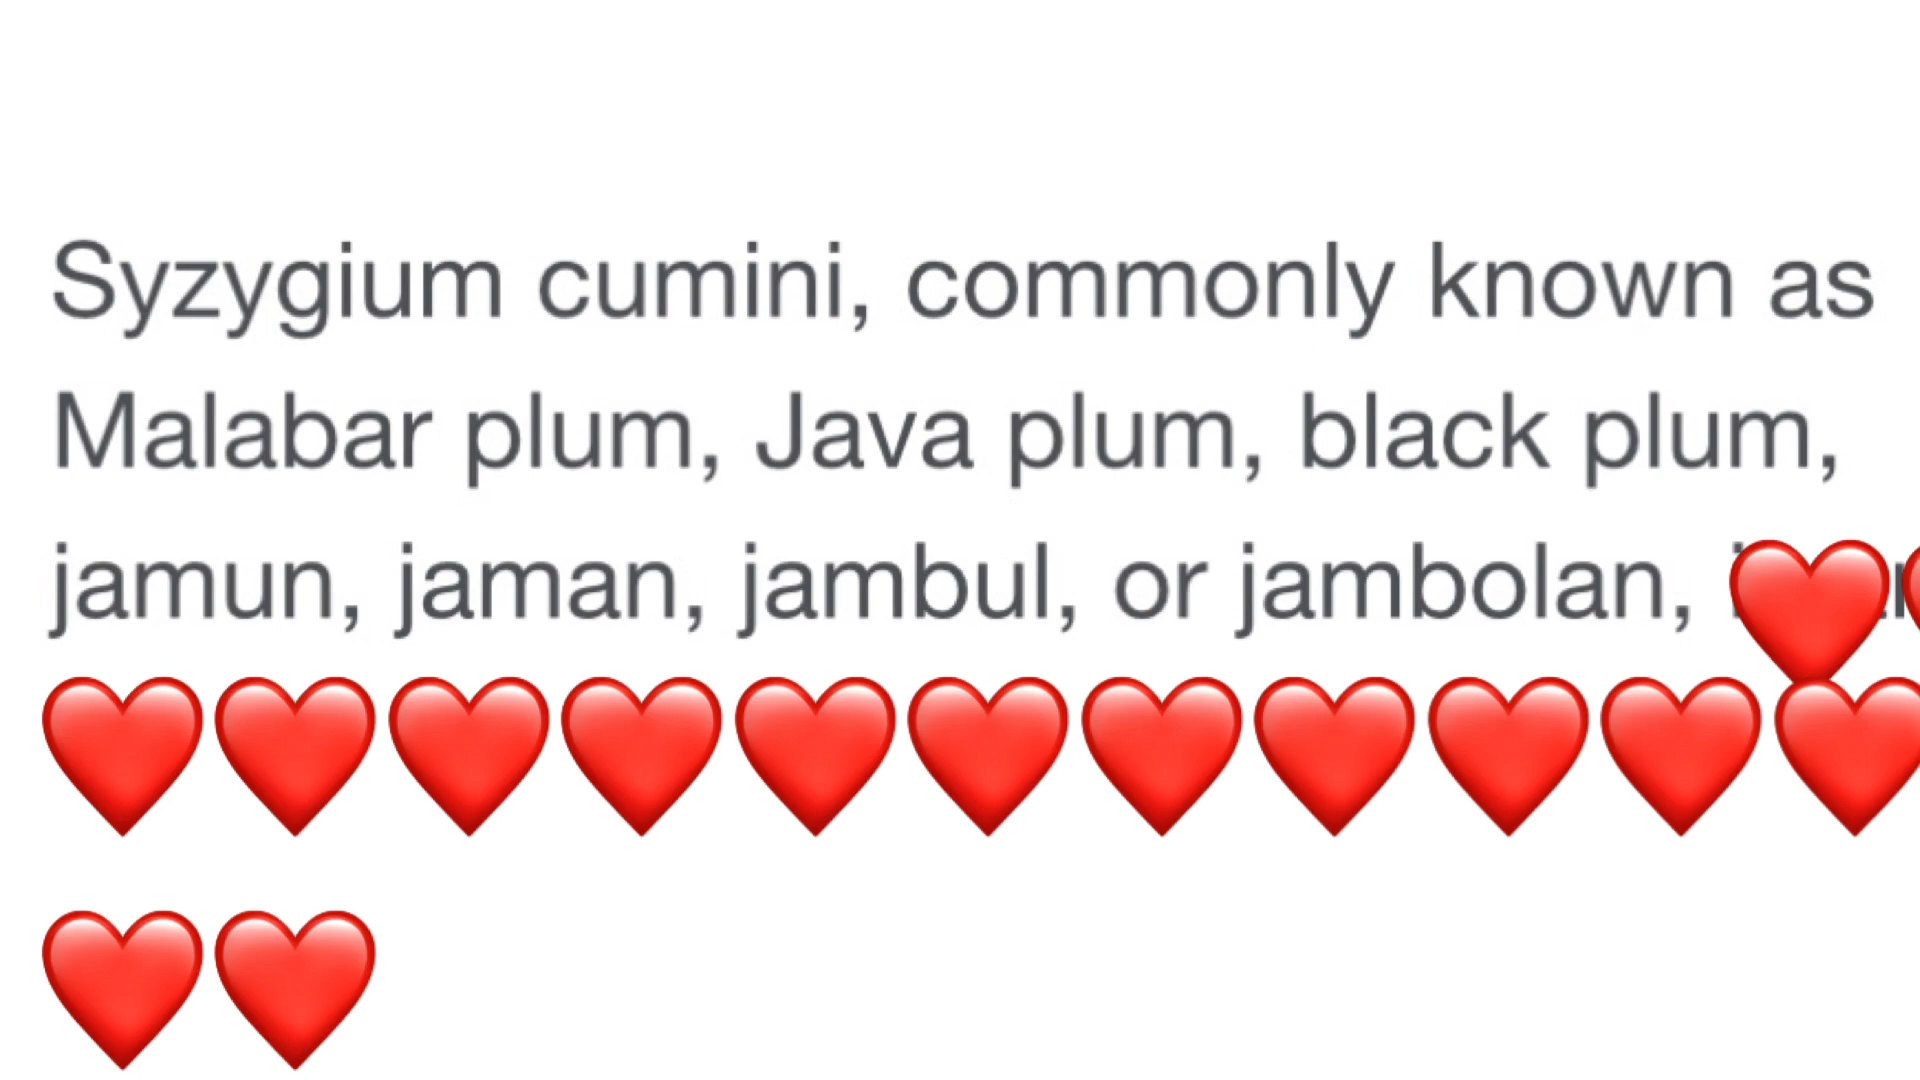 Syzygium cumini, commonly known as
Malabar plum, Java plum, black plum,
jamun, jaman, jambul, or jambolan,